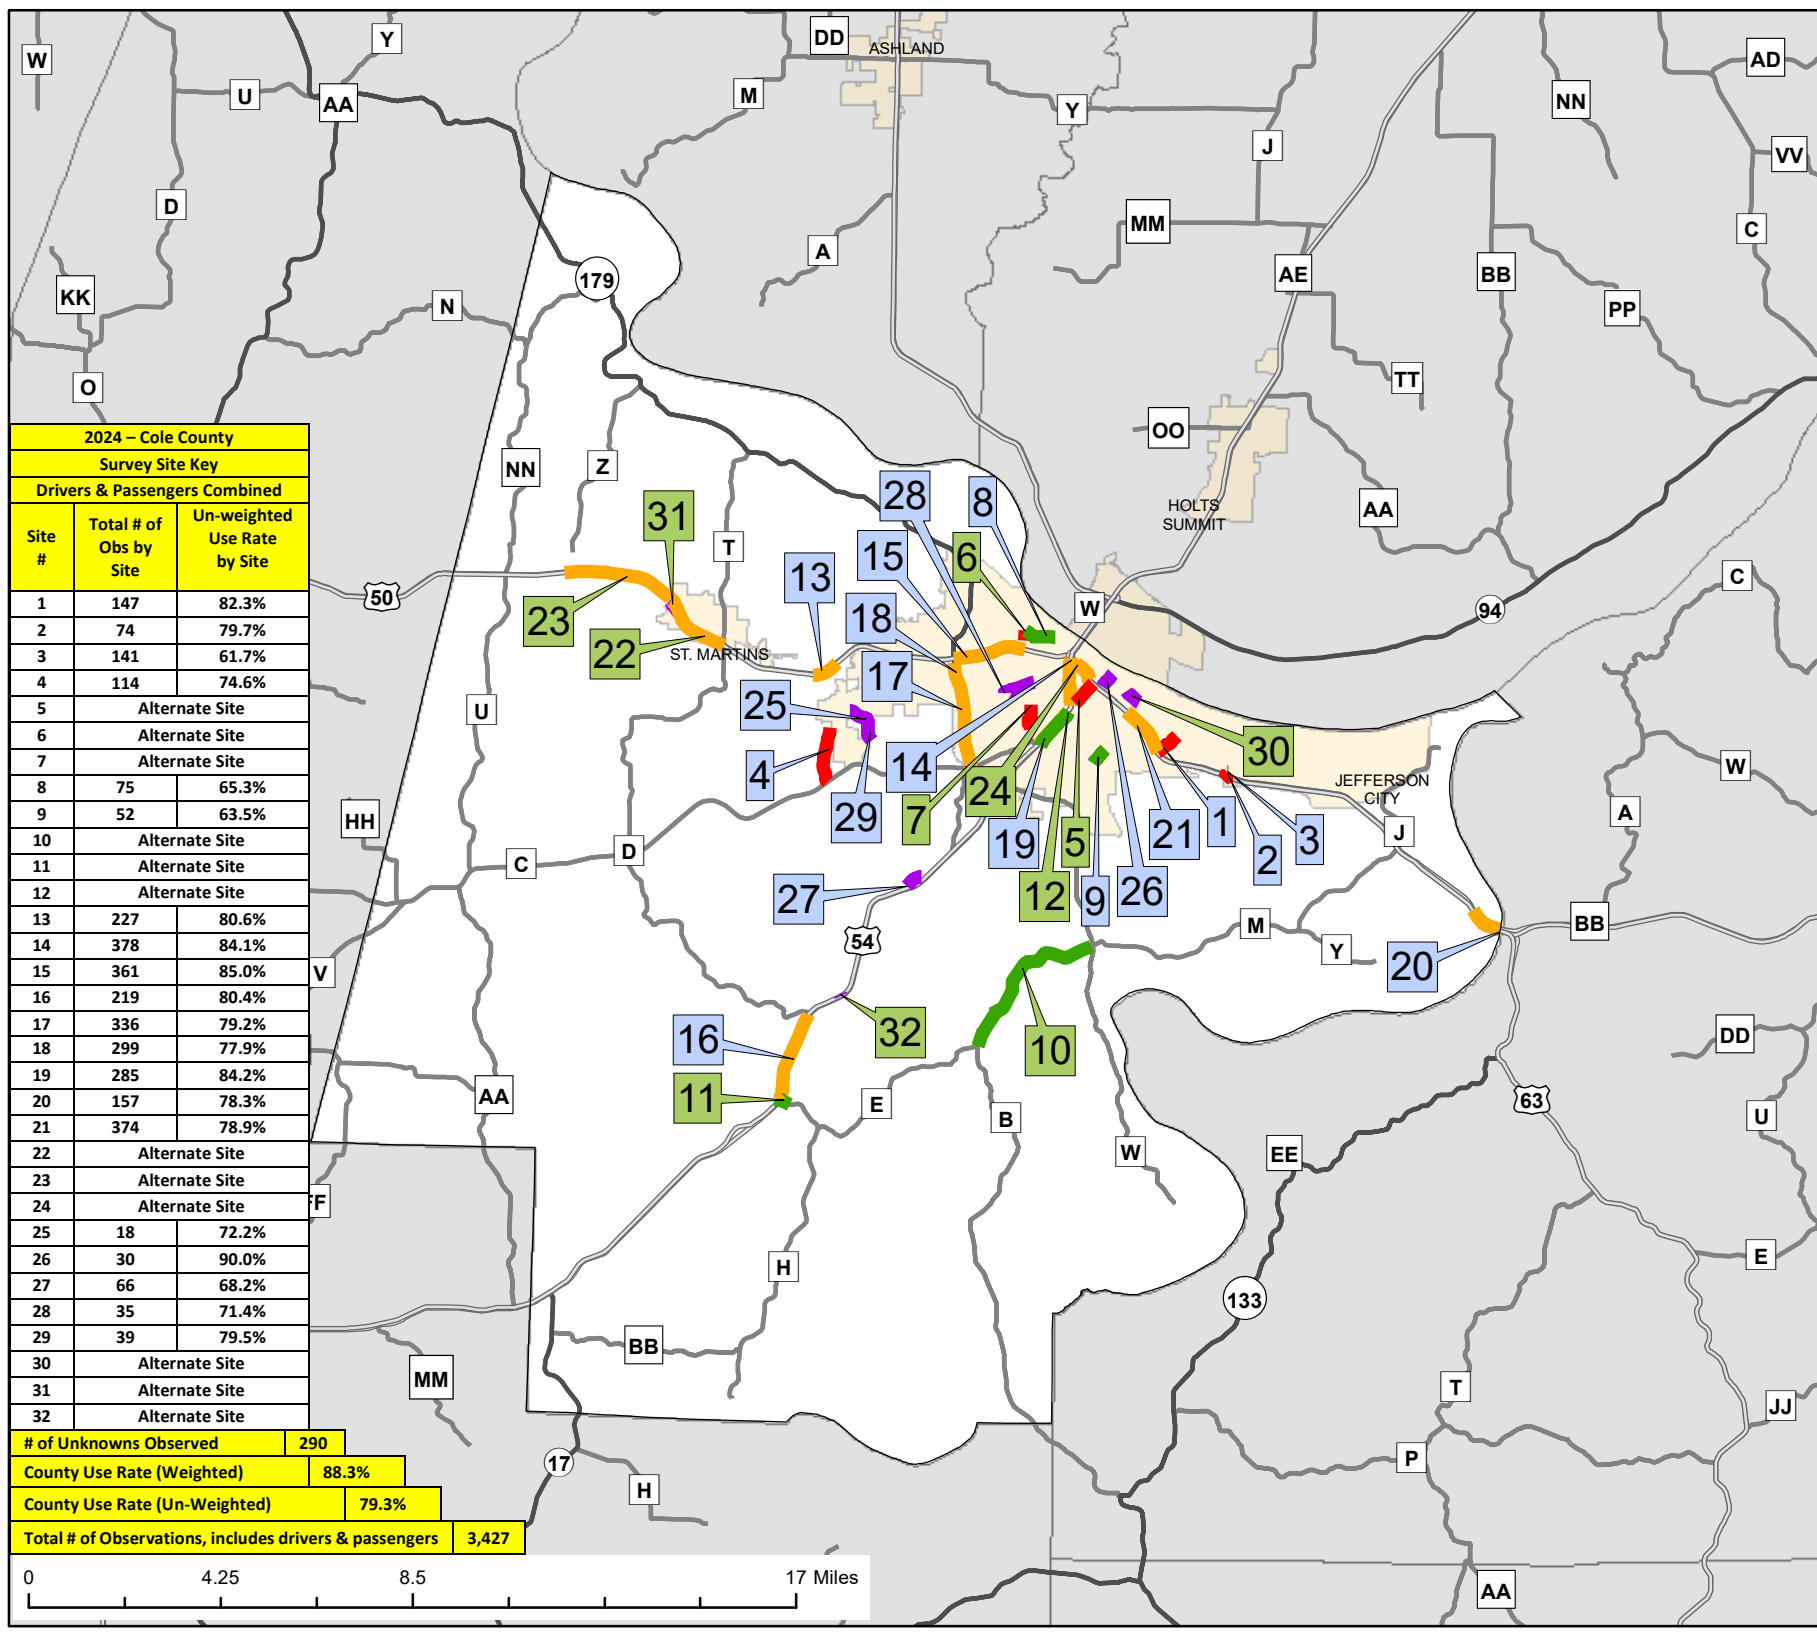 2024 – Cole County
Survey Site Key
Drivers & Passengers Combined
Site # Total # of Obs by Site Un-weighted Use Rate by Site
1 147 82.3%
2 74 79.7%
3 141 61.7%
4 114 74.6%
5 Alternate Site
6 Alternate Site
7 Alternate Site
8 75 65.3%
9 52 63.5%
10 Alternate Site
11 Alternate Site
12 Alternate Site
13 227 80.6%
14 378 84.1%
15 361 85.0%
16 219 80.4%
17 336 79.2%
18 299 77.9%
19 285 84.2%
20 157 78.3%
21 374 78.9%
22 Alternate Site
23 Alternate Site
24 Alternate Site
25 18 72.2%
26 30 90.0%
27 66 68.2%
28 35 71.4%
29 39 79.5%
30 Alternate Site
31 Alternate Site
32 Alternate Site
# of Unknowns Observed 290
County Use Rate (Weighted) 88.3%
County Use Rate (Un-Weighted) 79.3%
Total # of Observations, includes drivers & passengers 3,427
0 4.25 8.5 17 Miles
W
Y
DD
ASHLAND
AD
U
AA
M
Y
NN
J
VV
D
A
MM
C
KK
N
179
AE
BB
PP
O
TT
OO
NN
Z
HOLTS
SUMMIT
AA
31
T
28
8
15
6
13
50
23
22
ST. MARTINS
18
W
94
C
17
25
U
4
29
14
7
24
19
12
5
9
26
21
1
2
3
30
JEFFERSON
CITY
J
W
A
HH
C
D
27
54
M
Y
20
BB
V
16
32
10
11
DD
AA
E
B
W
63
U
EE
FF
H
E
133
BB
MM
T
JJ
17
H
P
AA